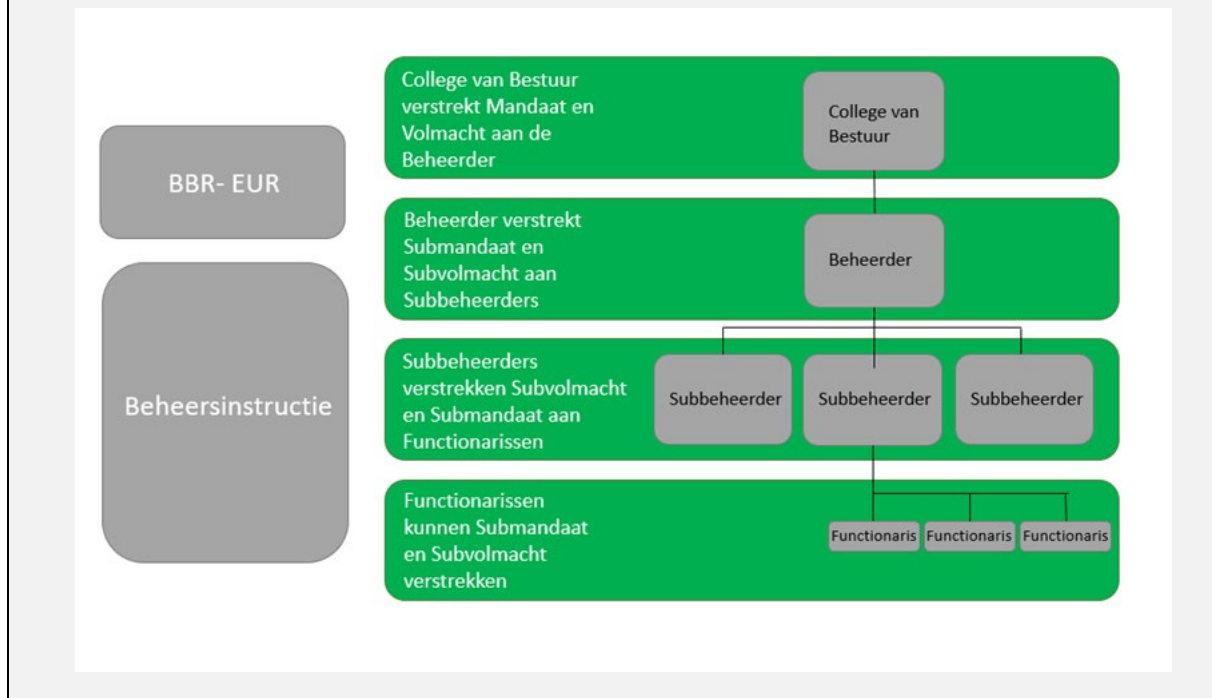 BBR- EUR
Beheersinstructie
College van Bestuur
verstrekt Mandaat en
Volmacht aan de
Beheerder
College van
Bestuur
Beheerder verstrekt
Submandaat en
Subvolmacht aan
Subbeheerders
Beheerder
Subbeheerders
verstrekken Subvolmacht
en Submandaat aan
Functionarissen
Subbeheerder
Subbeheerder
Subbeheerder
Functionarissen
kunnen Submandaat
en Subvolmacht
verstrekken
Functionaris
Functionaris
Functionaris